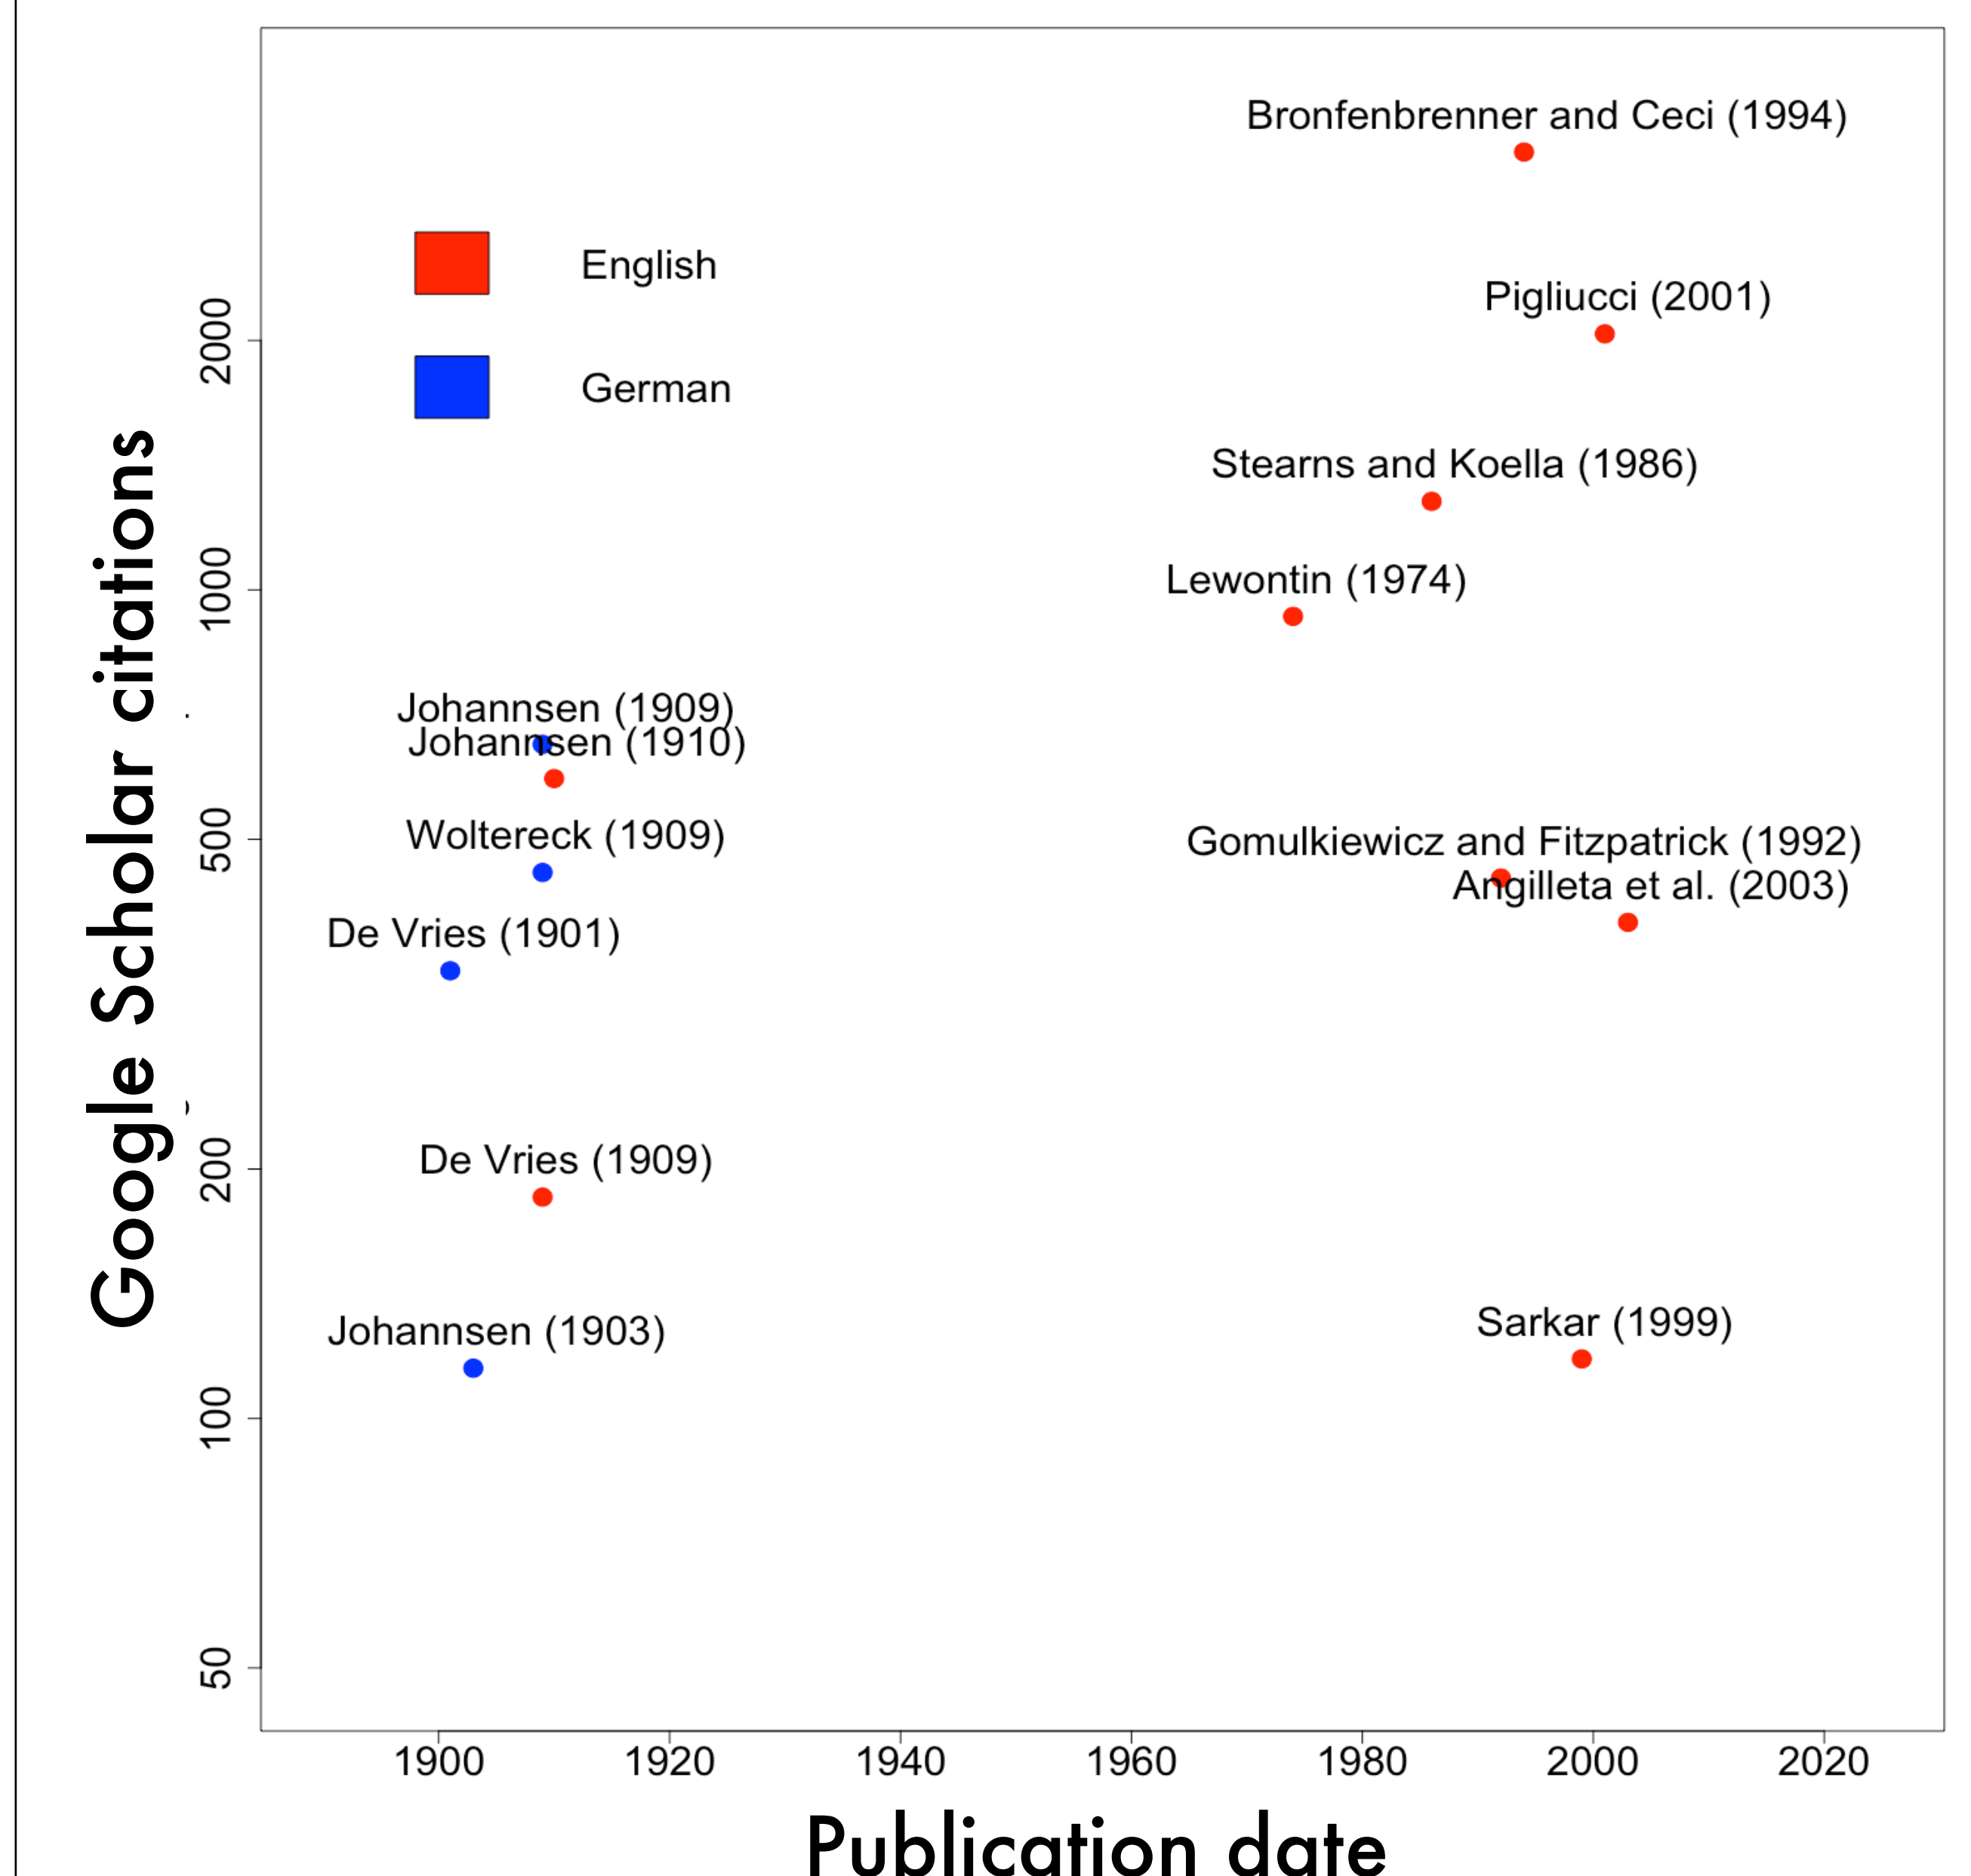 Bronfenbrenner and Ceci (1994)
English
Pigliucci (2001)
German
Stearns and Koella (1986)
Lewontin (1974)
Johannsen (1909)
Johannsen (1910)
Woltereck (1909)
Gomulkiewicz and Fitzpatrick (1992)
Angilleta et al. (2003)
De Vries (1901)
De Vries (1909)
Johannsen (1903)
Sarkar (1999)
Google Scholar citations
2000
1000
500
200
100
50
1900 1920 1940 1960 1980 2000 2020
Publication date